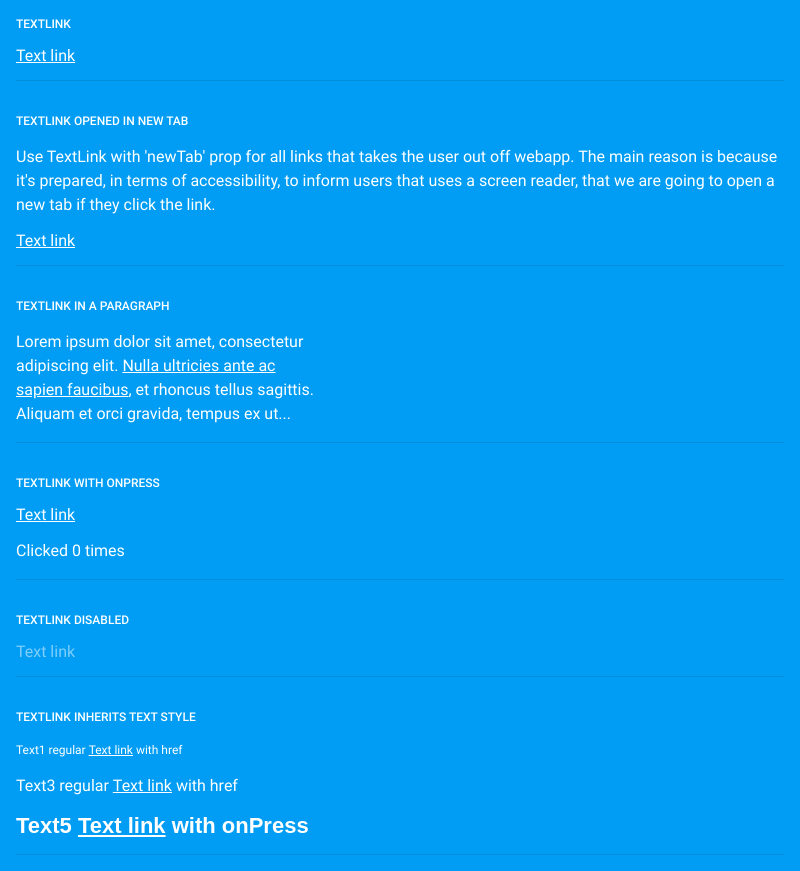 TEXTLINK
Text link
TEXTLINK OPENED IN NEW TAB
Use TextLink with 'newTab' prop for all links that takes the user out off webapp. The main reason is because
it's prepared, in terms of accessibility, to inform users that uses a screen reader, that we are going to open a
new tab if they click the link.
Text link
TEXTLINK IN A PARAGRAPH
Lorem ipsum dolor sit amet, consectetur
adipiscing elit. Nulla ultricies ante ac
sapien faucibus, et rhoncus tellus sagittis.
Aliquam et orci gravida, tempus ex ut...
TEXTLINK WITH ONPRESS
Text link
Clicked 0 times
TEXTLINK DISABLED
Text link
TEXTLINK INHERITS TEXT STYLE
Text1 regular Text link with href
Text3 regular Text link with href
Text5 Text link with onPress